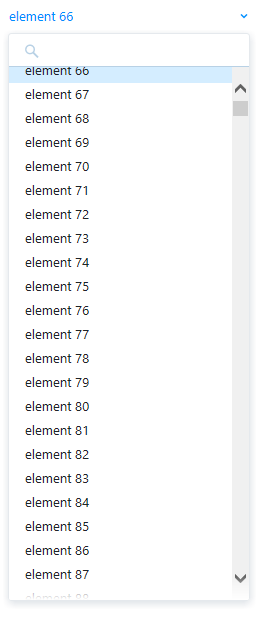 element 66
element 66
element 67
element 68
element 69
element 70
element 71
element 72
element 73
element 74
element 75
element 76
element 77
element 78
element 79
element 80
element 81
element 82
element 83
element 84
element 85
element 86
element 87
element 88